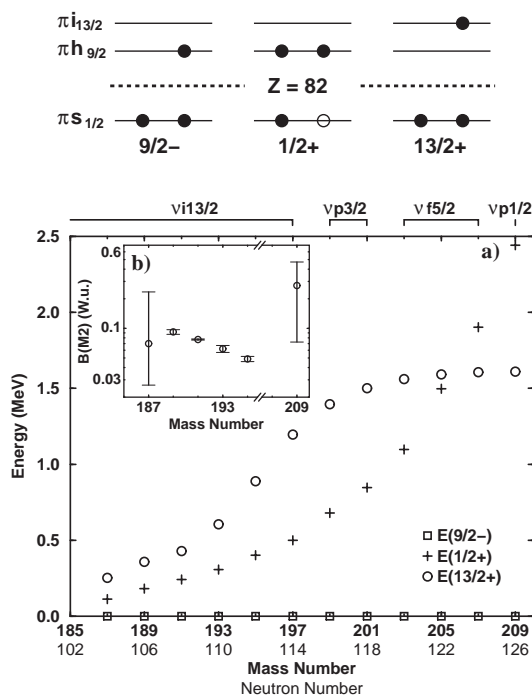 πi13/2
πh9/2
Z = 82
πs1/2
9/2− 1/2+ 13/2+
νi13/2 νp3/2 νf5/2 νp1/2
a)
b)
2.5
2.0
1.5
1.0
0.5
0.0
Energy (MeV)
0.6
0.1
0.03
B(M2) (W.u.)
187 193 209
Mass Number
E(9/2−)
E(1/2+)
E(13/2+)
185 189 193 197 201 205 209
102 106 110 114 118 122 126
Mass Number
Neutron Number